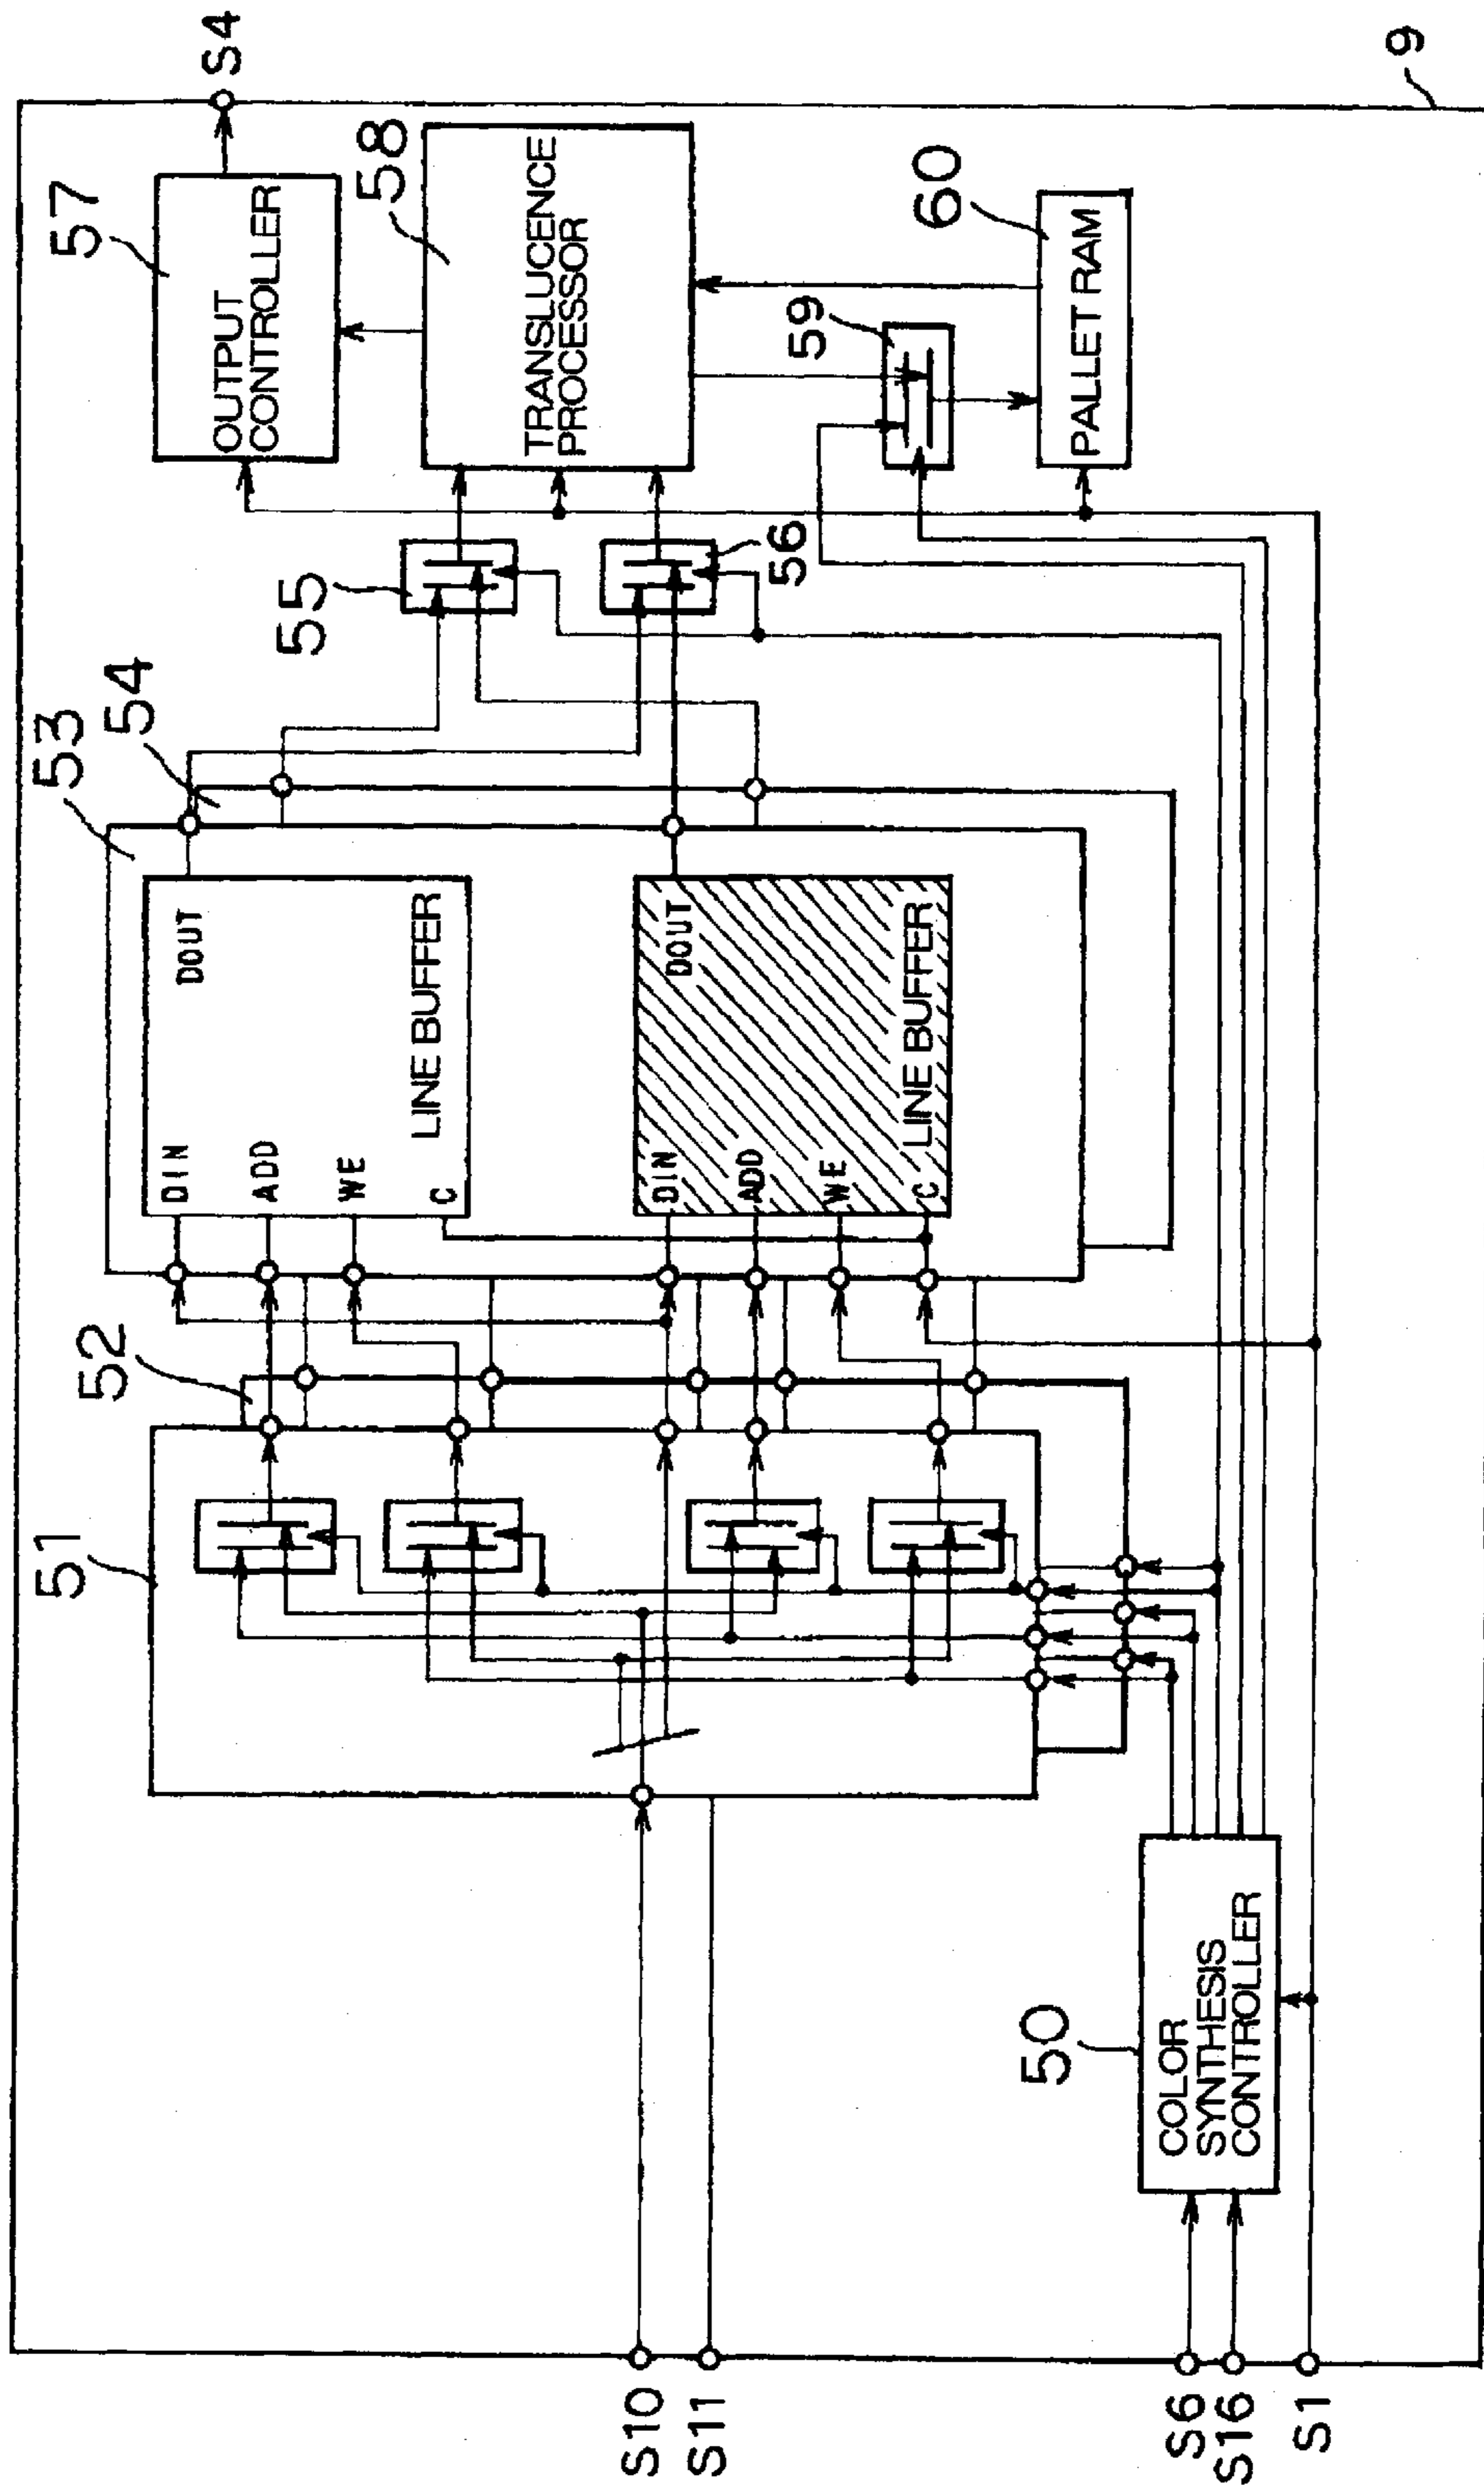 S4
9
57
OUTPUT
CONTROLLER
58
TRANSLUCENCE
PROCESSOR
60
PALLET RAM
59
55
56
53
54
DOUT
DIN
ADD
WE
C
LINE BUFFER
DOUT
DIN
ADD
WE
C
LINE BUFFER
52
51
50
COLOR
SYNTHESIS
CONTROLLER
S10
S11
S6
S16
S1